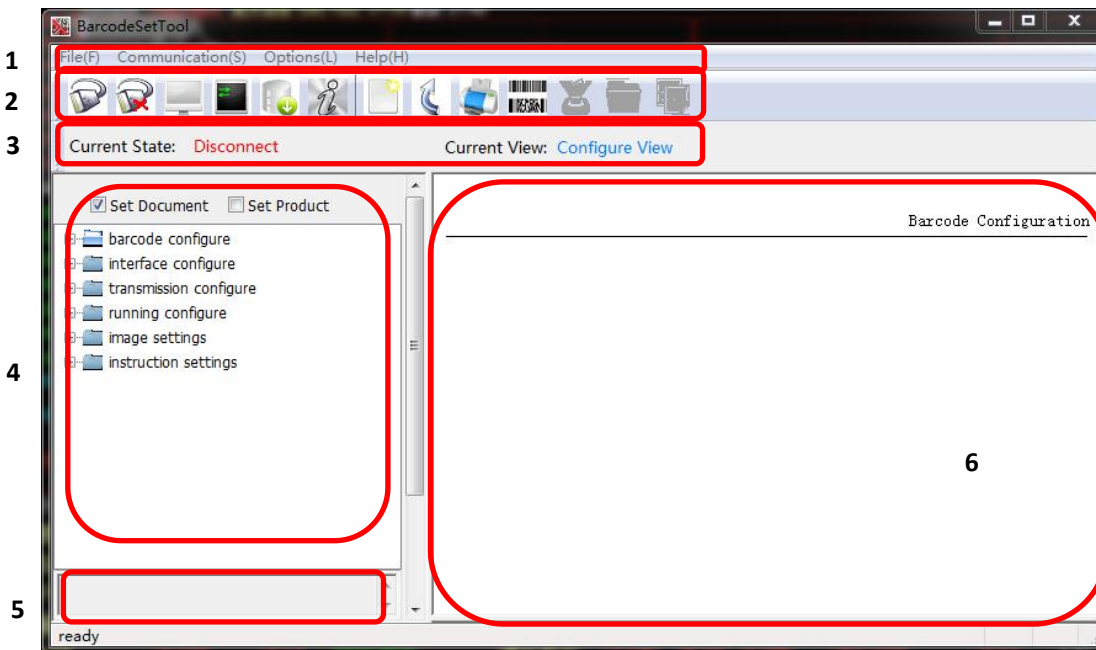 BarcodeSetTool
1
File(F) Communication(S) Options(L) Help(H)
2
3
Current State: Disconnect Current View: Configure View
Set Document Set Product
Barcode Configuration
barcode configure
interface configure
transmission configure
running configure
image settings
instruction settings
4
6
5
ready